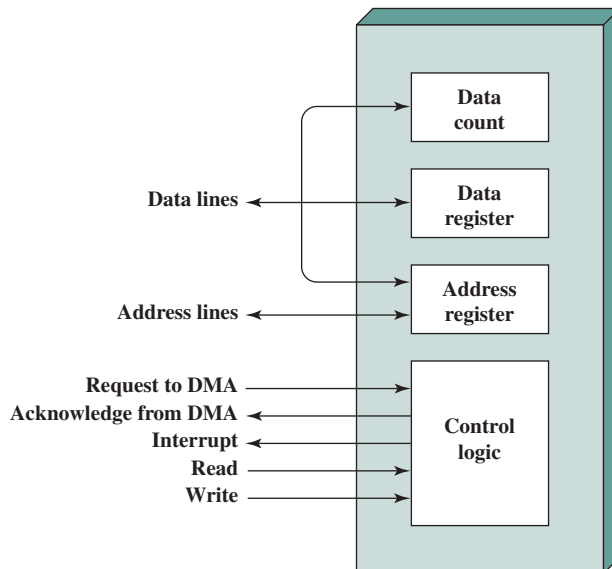 Data
count
Data lines
Data
register
Address
register
Address lines
Request to DMA
Acknowledge from DMA
Interrupt
Read
Write
Control
logic